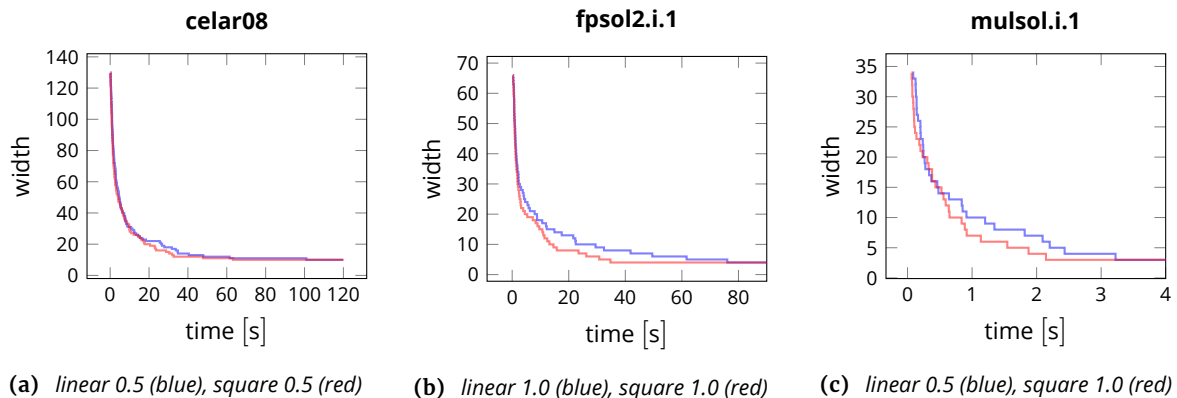 celar08
fpsol2.i.1
mulsol.i.1
140
120
100
80
60
40
20
0
width
0 20 40 60 80 100 120
time [s]
70
60
50
40
30
20
10
0
width
0 20 40 60 80
time [s]
35
30
25
20
15
10
5
0
width
0 1 2 3 4
time [s]
(a) linear 0.5 (blue), square 0.5 (red)
(b) linear 1.0 (blue), square 1.0 (red)
(c) linear 0.5 (blue), square 1.0 (red)